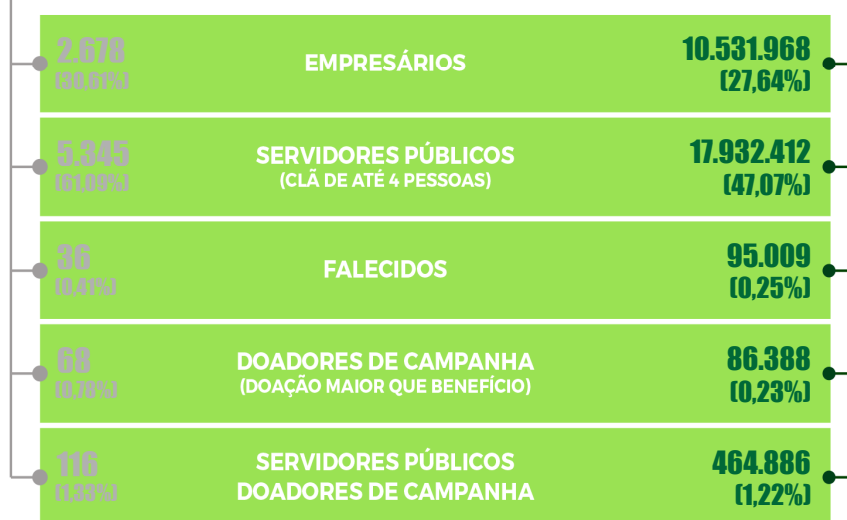 2.678
(30,61%)
EMPRESÁRIOS
10.531.968
(27,64%)
5.345
(61,09%)
SERVIDORES PÚBLICOS
(CLÃ DE ATÉ 4 PESSOAS)
17.932.412
(47,07%)
36
(0,41%)
FALECIDOS
95.009
(0,25%)
68
(0,78%)
DOADORES DE CAMPANHA
(DOAÇÃO MAIOR QUE BENEFÍCIO)
86.388
(0,23%)
116
(1,33%)
SERVIDORES PÚBLICOS
DOADORES DE CAMPANHA
464.886
(1,22%)